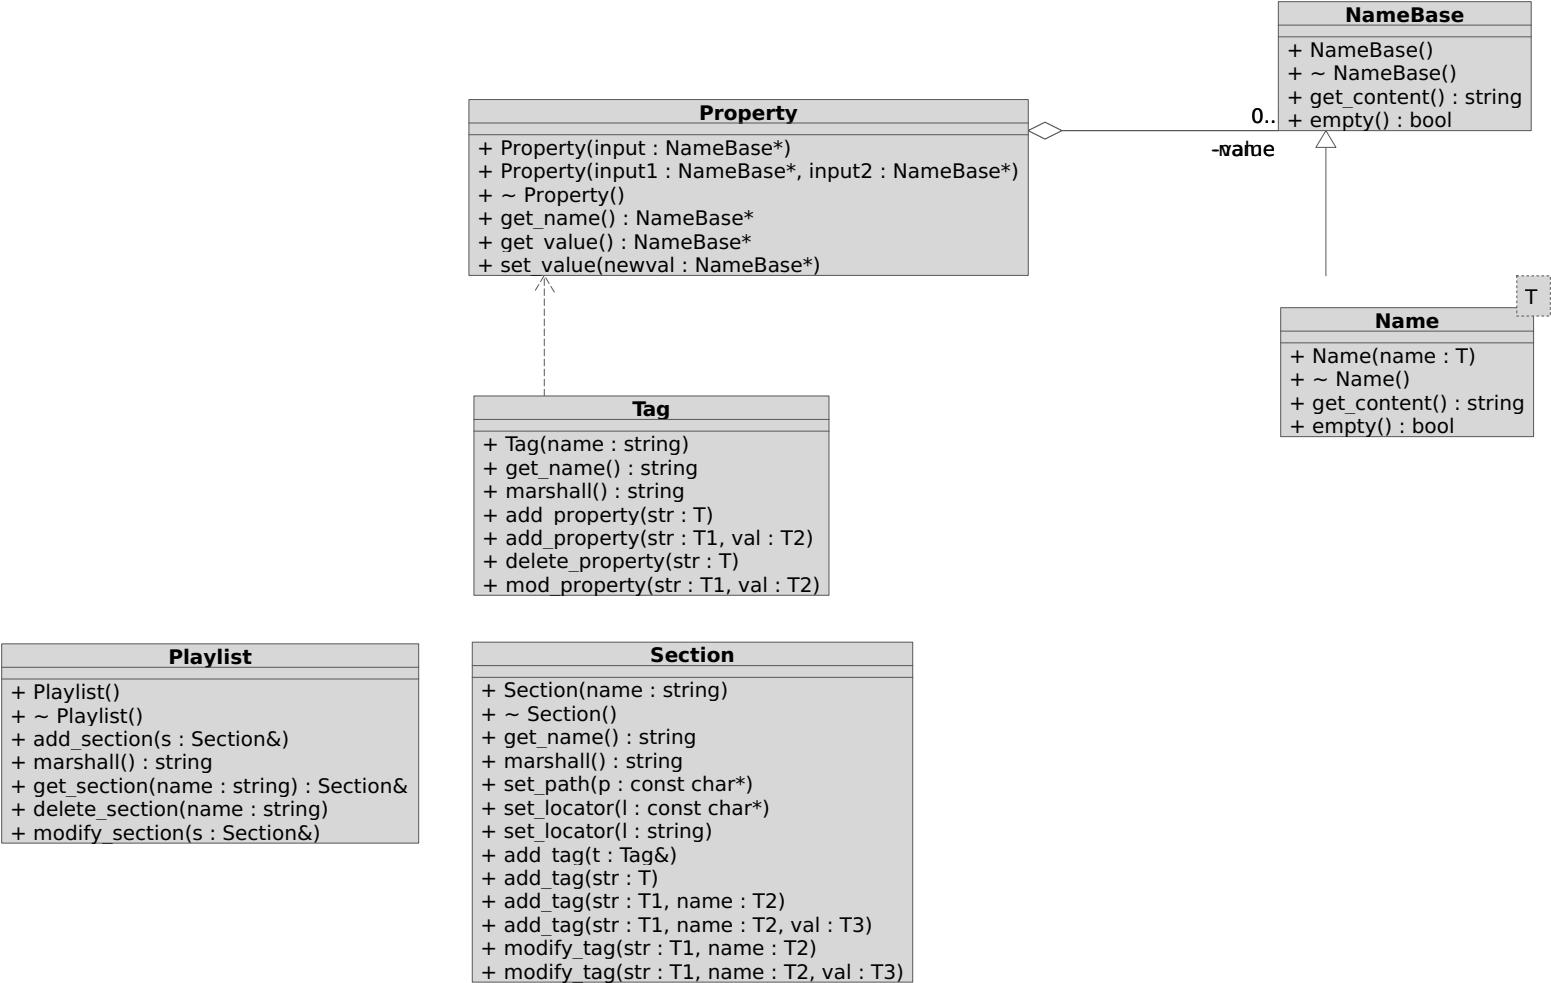 NameBase
+ NameBase()
+ ~ NameBase()
+ get_content() : string
+ empty() : bool
Property
+ Property(input : NameBase*)
+ Property(input1 : NameBase*, input2 : NameBase*)
+ ~ Property()
+ get_name() : NameBase*
+ get_value() : NameBase*
+ set_value(newval : NameBase*)
0..
T
Name
+ Name(name : T)
+ ~ Name()
+ get_content() : string
+ empty() : bool
Tag
+ Tag(name : string)
+ get_name() : string
+ marshall() : string
+ add_property(str : T)
+ add_property(str : T1, val : T2)
+ delete_property(str : T)
+ mod_property(str : T1, val : T2)
Playlist
+ Playlist()
+ ~ Playlist()
+ add_section(s : Section&)
+ marshall() : string
+ get_section(name : string) : Section&
+ delete_section(name : string)
+ modify_section(s : Section&)
Section
+ Section(name : string)
+ ~ Section()
+ get_name() : string
+ marshall() : string
+ set_path(p : const char*)
+ set_locator(l : const char*)
+ set_locator(l : string)
+ add_tag(t : Tag&)
+ add_tag(str : T)
+ add_tag(str : T1, name : T2)
+ add_tag(str : T1, name : T2, val : T3)
+ modify_tag(str : T1, name : T2)
+ modify_tag(str : T1, name : T2, val : T3)